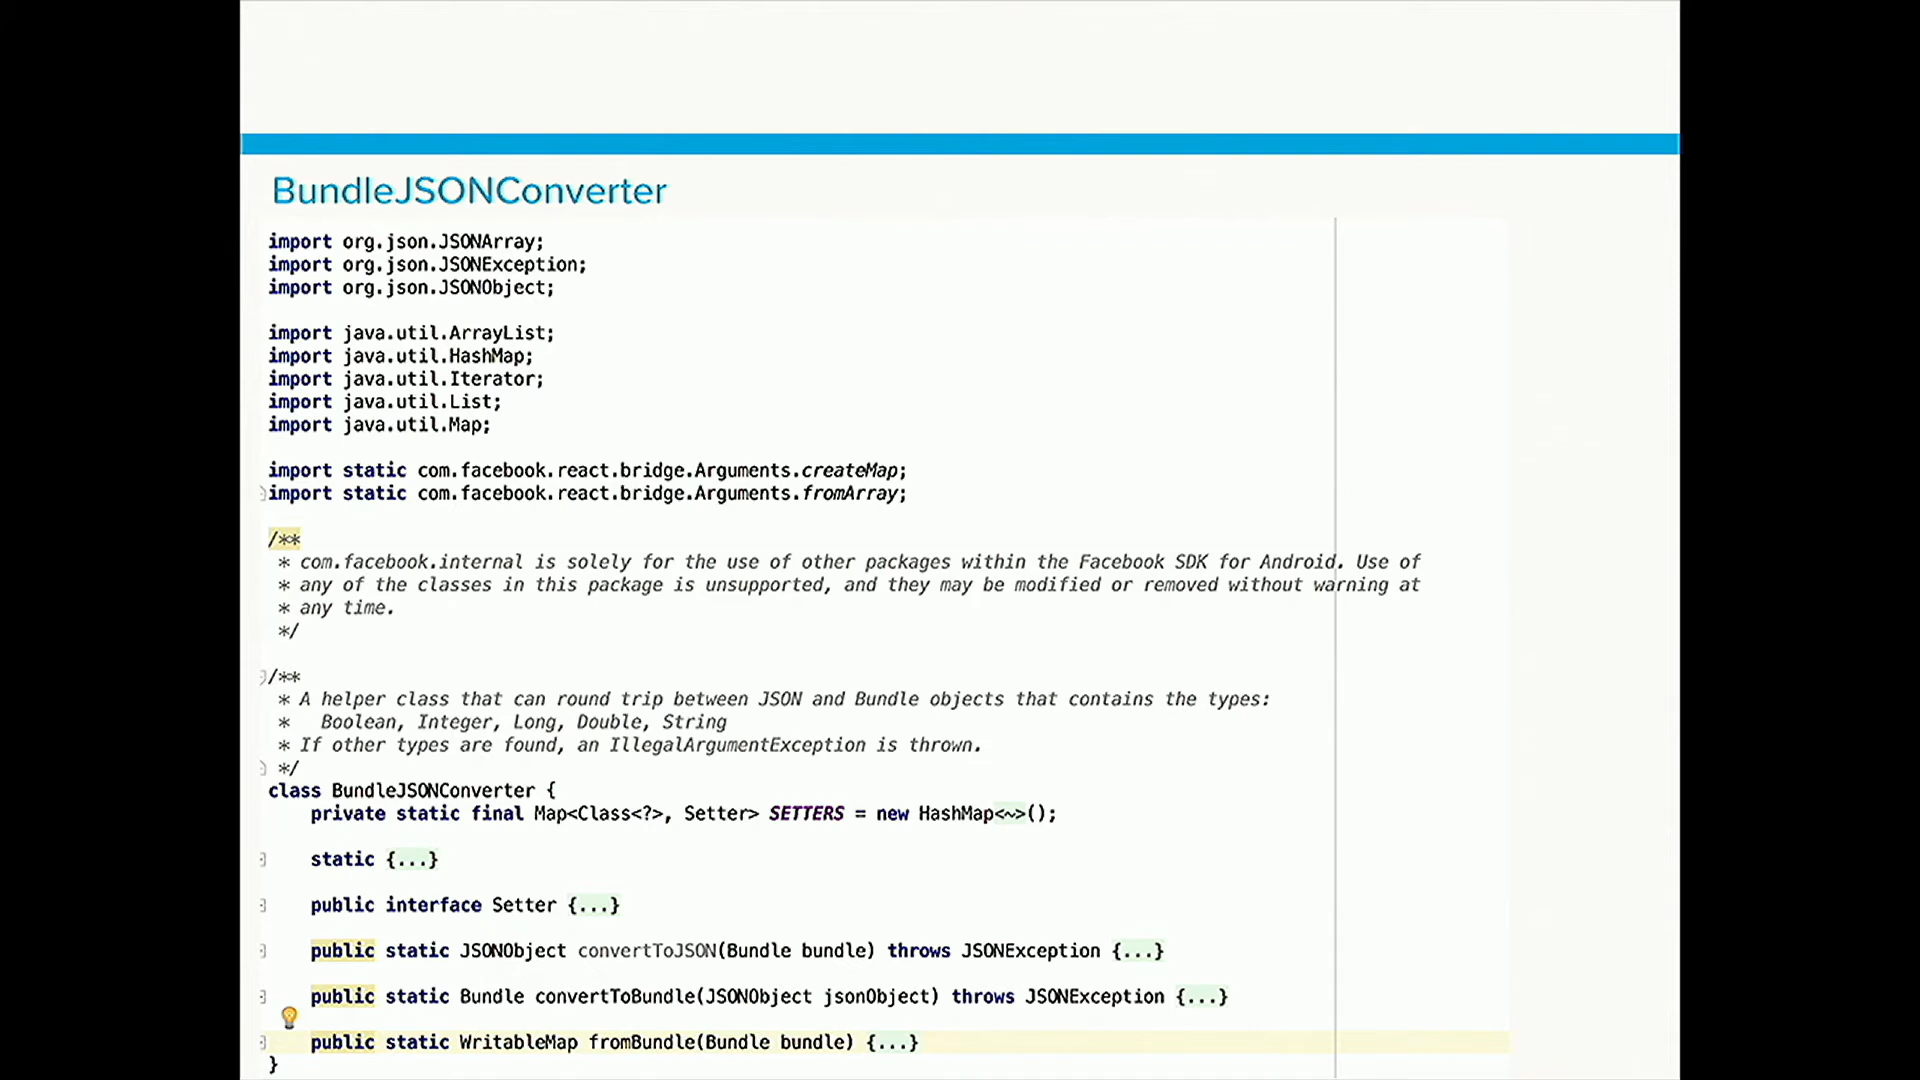 BundleJSONConverter
import org.json.JSONArray;
import org.json.JSONException;
import org.json.JSONObject;
import java.util.ArrayList;
import java.util.HashMap;
import java.util.Iterator;
import java.util.List;
import java.util.Map;
import static com.facebook.react.bridge.Arguments.createMap;
import static com.facebook.react.bridge.Arguments.fromArray;
/**
* com.facebook.internal is solely for the use of other packages within the Facebook SDK for Android. Use of
* any of the classes in this package is unsupported, and they may be modified or removed without warning at
* any time.
*/
/**
* A helper class that can round trip between JSON and Bundle objects that contains the types:
* Boolean, Integer, Long, Double, String
* If other types are found, an IllegalArgumentException is thrown.
*/
class BundleJSONConverter {
private static final Map<Class<?>, Setter> SETTERS = new HashMap<~>();
static {...}
public interface Setter {...}
public static JSONObject convertToJSON(Bundle bundle) throws JSONException {...}
public static Bundle convertToBundle(JSONObject jsonObject) throws JSONException {...}
public static WritableMap fromBundle(Bundle bundle) {...}
}